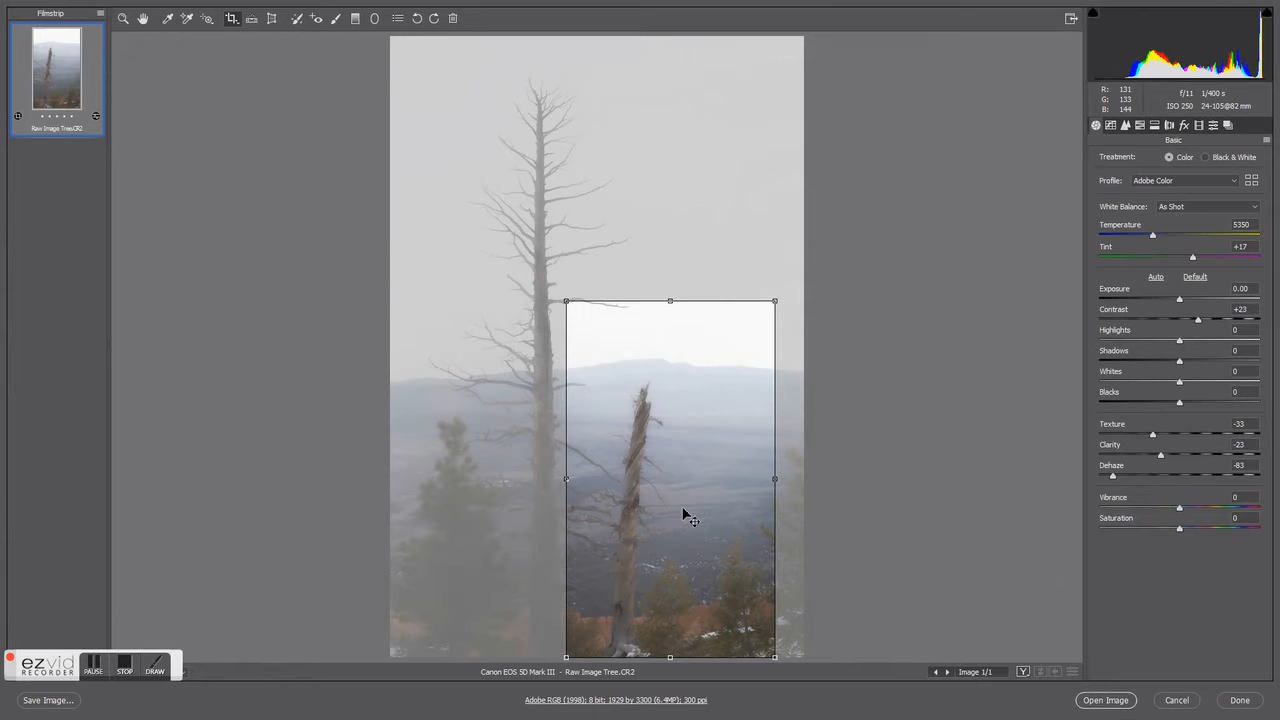 Filmstrip
Raw Image Tree.CR2
R: 131
G: 133
B: 144
f/11 1/400 s
ISO 250 24-105@82 mm
Basic
Treatment: Color Black & White
Profile: Adobe Color
White Balance: As Shot
Temperature 5350
Tint +17
Auto Default
Exposure 0.00
Contrast +23
Highlights 0
Shadows 0
Whites 0
Blacks 0
Texture -33
Clarity -23
Dehaze -83
Vibrance 0
Saturation 0
ezvid
RECORDER
PAUSE STOP DRAW
Canon EOS 5D Mark III - Raw Image Tree.CR2
Image 1/1
Y
Save Image...
Adobe RGB (1998); 8 bit; 1929 by 3300 (6.4MP); 300 ppi
Open Image Cancel Done